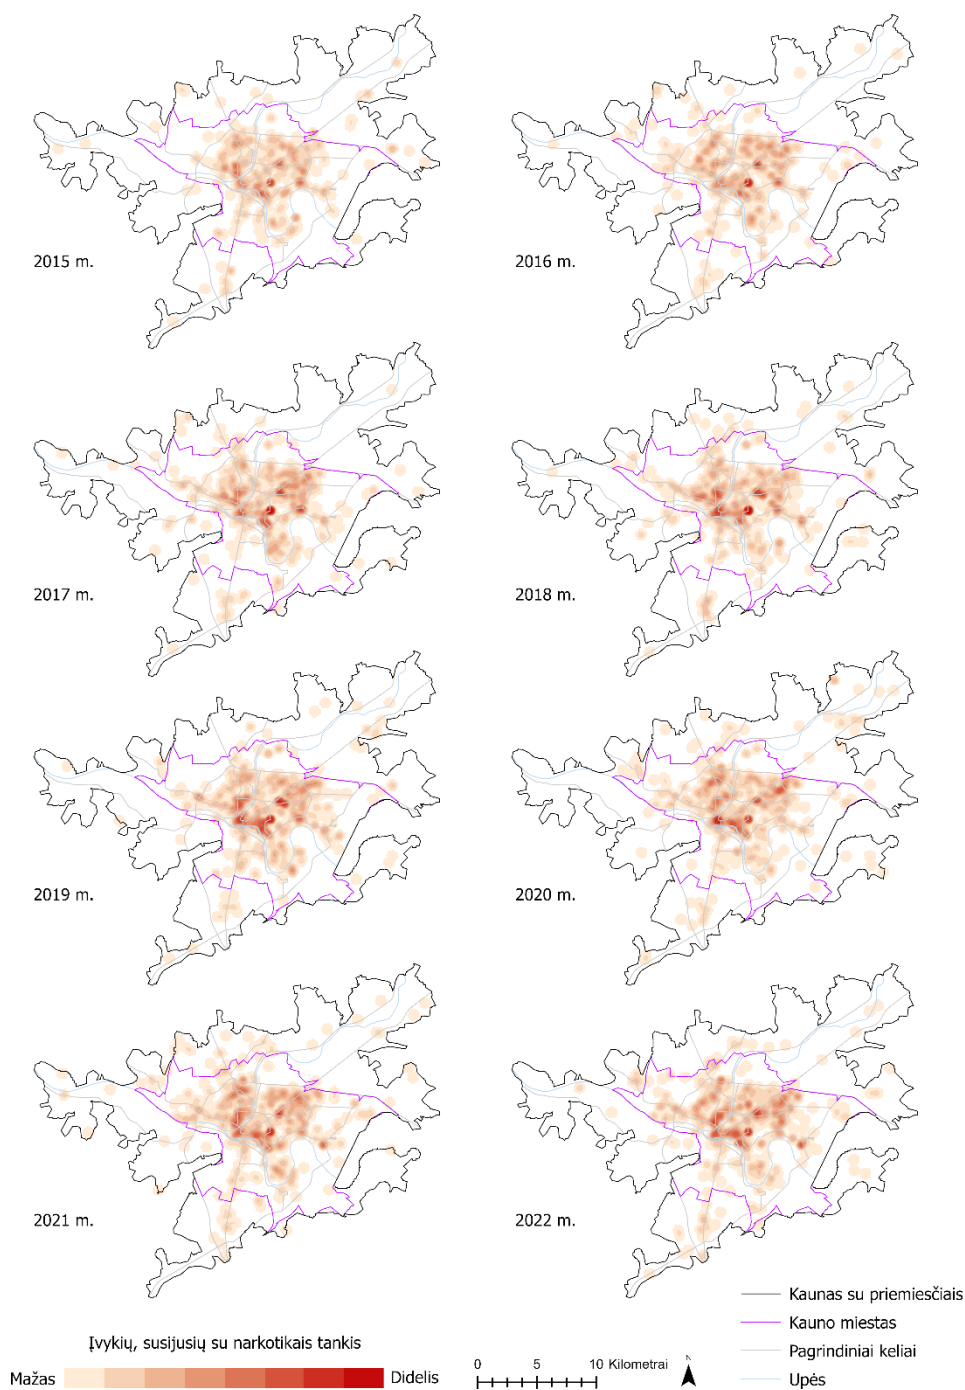 2015 m.
2016 m.
2017 m.
2018 m.
2019 m.
2020 m.
2021 m.
2022 m.
Įvykių, susijusių su narkotikais tankis
Mažas
Didelis
0 5 10 Kilometrai
N
Kaunas su priemiesčiais
Kauno miestas
Pagrindiniai keliai
Upės